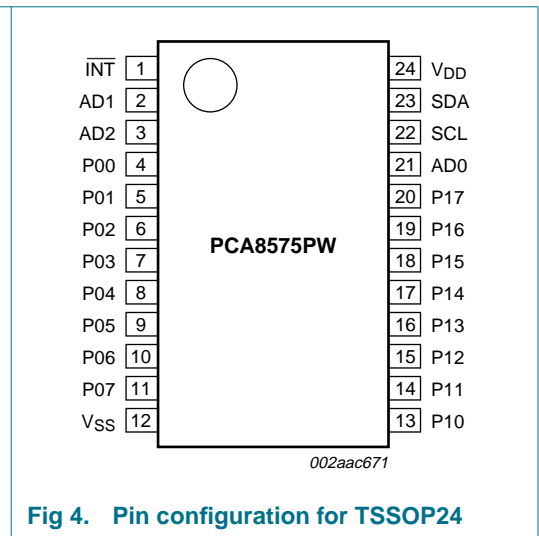 INT 1 24 VDD
AD1 2 23 SDA
AD2 3 22 SCL
P00 4 21 AD0
P01 5 20 P17
P02 6 19 P16
P03 7 PCA8575PW 18 P15
P04 8 17 P14
P05 9 16 P13
P06 10 15 P12
P07 11 14 P11
VSS 12 13 P10
002aac671
Fig 4. Pin configuration for TSSOP24